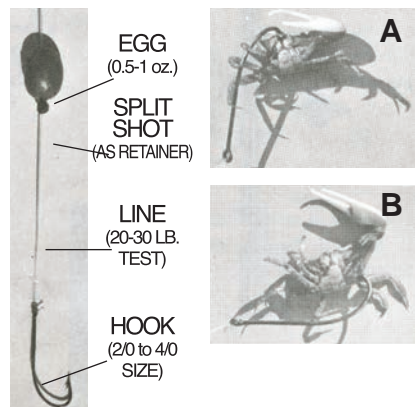 EGG
(0.5-1 oz.)
SPLIT
SHOT
(AS RETAINER)
LINE
(20-30 LB.
TEST)
HOOK
(2/0 to 4/0
SIZE)
A
B